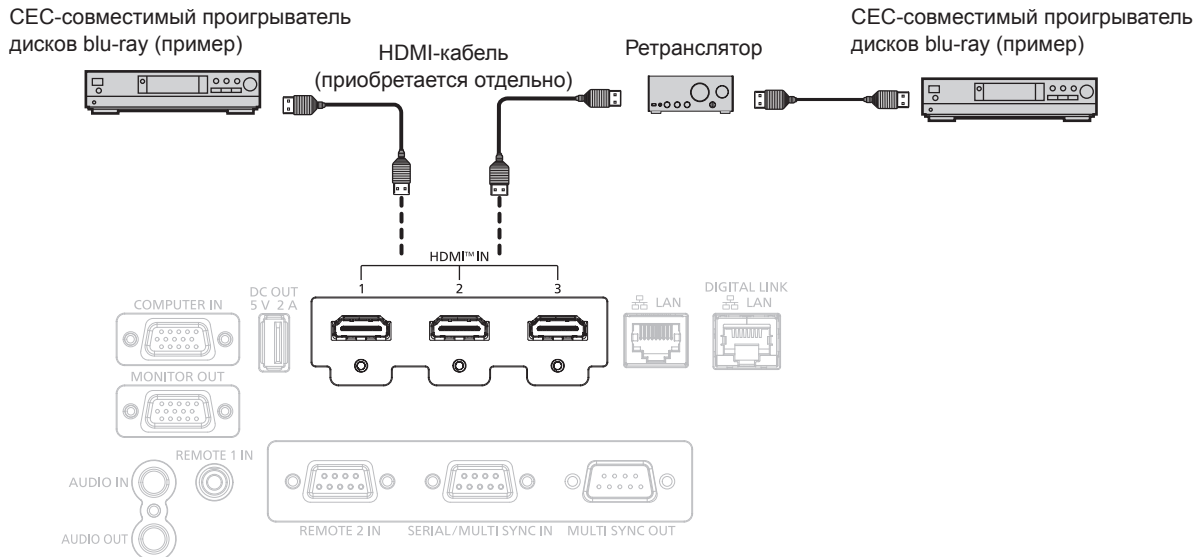 CEC-совместимый проигрыватель
дисков blu-ray (пример)
HDMI-кабель
(приобретается отдельно)
Ретранслятор
CEC-совместимый проигрыватель
дисков blu-ray (пример)
HDMI™ IN
1 2 3
COMPUTER IN
DC OUT
5 V 2 A
LAN
DIGITAL LINK
LAN
MONITOR OUT
REMOTE 1 IN
AUDIO IN
AUDIO OUT
REMOTE 2 IN SERIAL/MULTI SYNC IN MULTI SYNC OUT